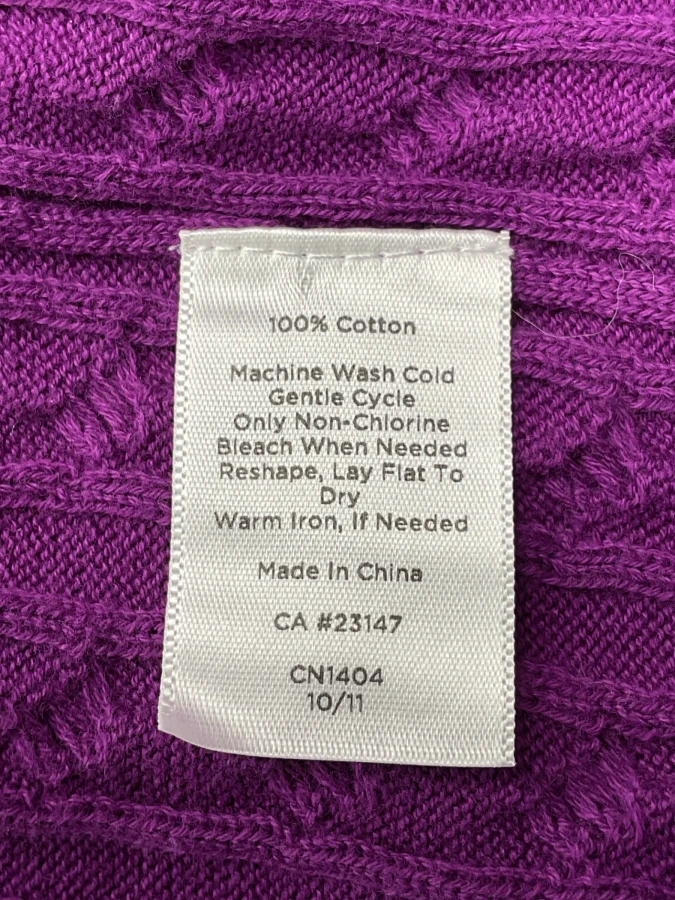 100% Cotton
Machine Wash Cold
Gentle Cycle
Only Non-Chlorine
Bleach When Needed
Reshape, Lay Flat To
Dry
Warm Iron, If Needed
Made In China
CA #23147
CN1404
10/11